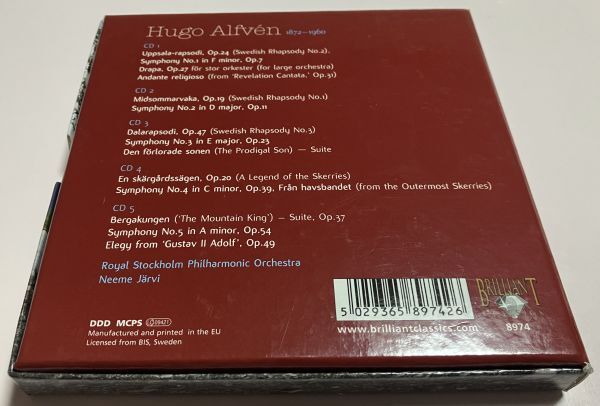 Hugo Alfvén 1872–1960
CD 1
Uppsala-rapsodi, Op.24 (Swedish Rhapsody No.2),
Symphony No.1 in F minor, Op.7
Drapa, Op.27 för stor orkester (for large orchestra)
Andante religioso (from 'Revelation Cantata,' Op.31)
CD 2
Midsommarvaka, Op.19 (Swedish Rhapsody No.1)
Symphony No.2 in D major, Op.11
CD 3
Dalarapsodi, Op.47 (Swedish Rhapsody No.3)
Symphony No.3 in E major, Op.23
Den förlorade sonen (The Prodigal Son) — Suite
CD 4
En skärgårdssägen, Op.20 (A Legend of the Skerries)
Symphony No.4 in C minor, Op.39, Från havsbandet (from the Outermost Skerries)
CD 5
Bergakungen ('The Mountain King') — Suite, Op.37
Symphony No.5 in A minor, Op.54
Elegy from 'Gustav II Adolf', Op.49
Royal Stockholm Philharmonic Orchestra
Neeme Järvi
DDD MCPS LC 09421
Manufactured and printed in the EU
Licensed from BIS, Sweden
5 029365 897426
www.brilliantclassics.com
BRILLIANT
8974